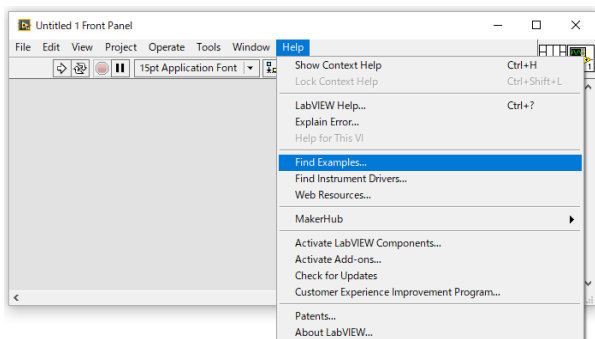 Untitled 1 Front Panel
File Edit View Project Operate Tools Window Help
15pt Application Font
1
Show Context Help Ctrl+H
Lock Context Help Ctrl+Shift+L
LabVIEW Help... Ctrl+?
Explain Error...
Help for This VI
Find Examples...
Find Instrument Drivers...
Web Resources...
MakerHub
Activate LabVIEW Components...
Activate Add-ons...
Check for Updates
Customer Experience Improvement Program...
Patents...
About LabVIEW...